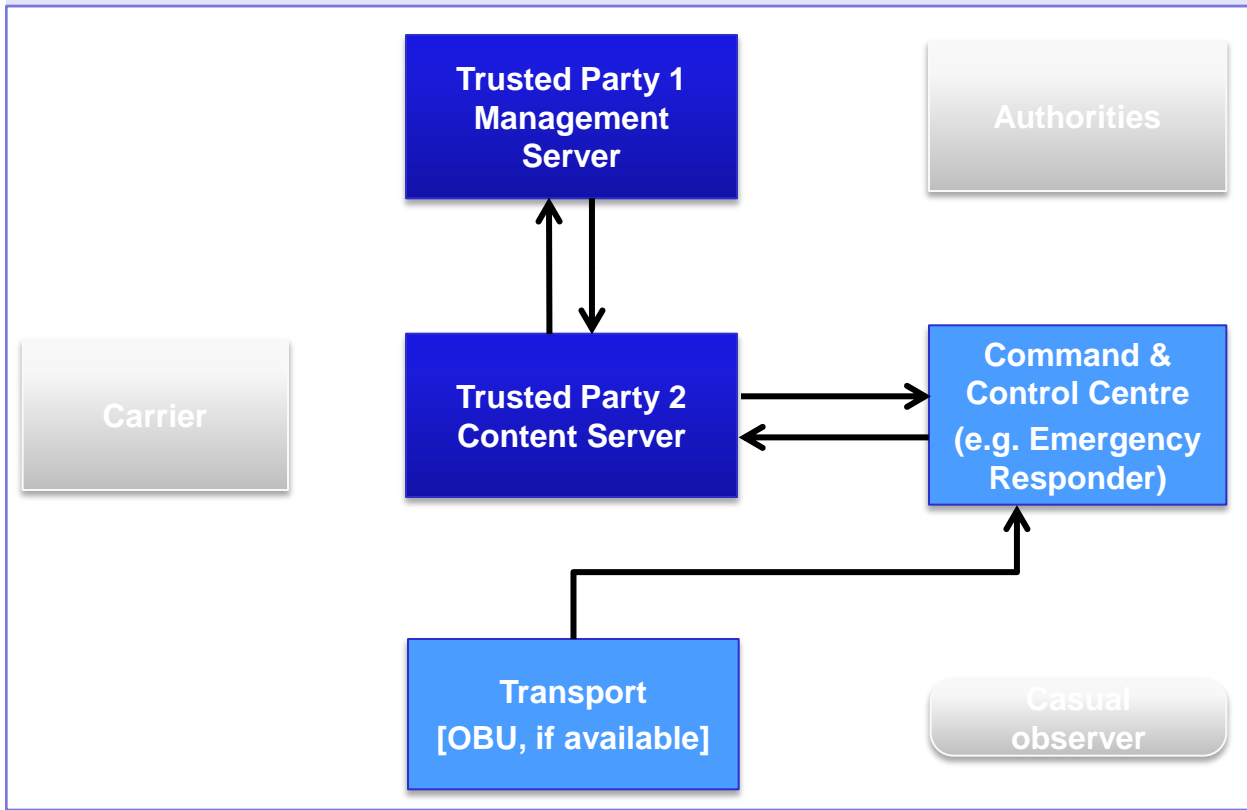 Trusted Party 1
Management
Server
Authorities
Carrier
Trusted Party 2
Content Server
Command &
Control Centre
(e.g. Emergency
Responder)
Transport
[OBU, if available]
Casual
observer